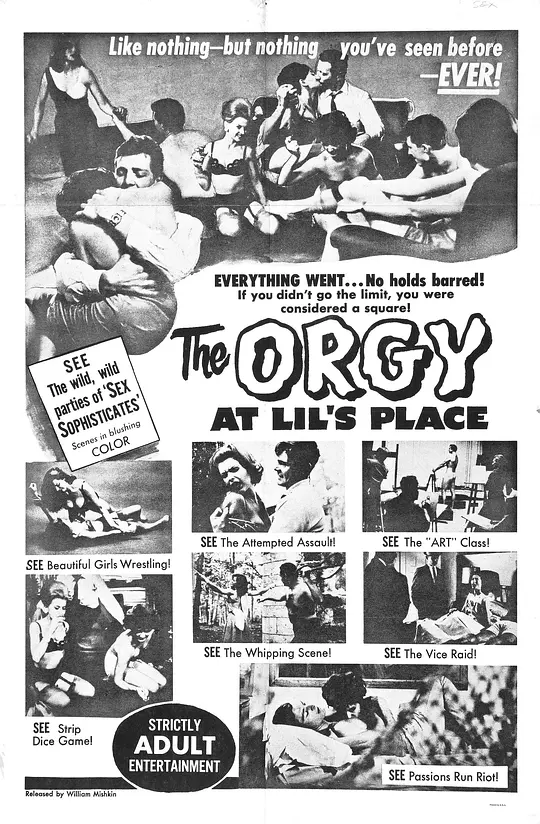 Like nothing—but nothing you've seen before
—EVER!
EVERYTHING WENT...No holds barred!
If you didn't go the limit, you were
considered a square!
The ORGY
AT LIL'S PLACE
SEE
The wild, wild
parties of 'SEX
SOPHISTICATES'
Scenes in blushing
COLOR
SEE Beautiful Girls Wrestling!
SEE The Attempted Assault!
SEE The "ART" Class!
SEE The Whipping Scene!
SEE The Vice Raid!
SEE Strip
Dice Game!
STRICTLY
ADULT
ENTERTAINMENT
SEE Passions Run Riot!
Released by William Mishkin